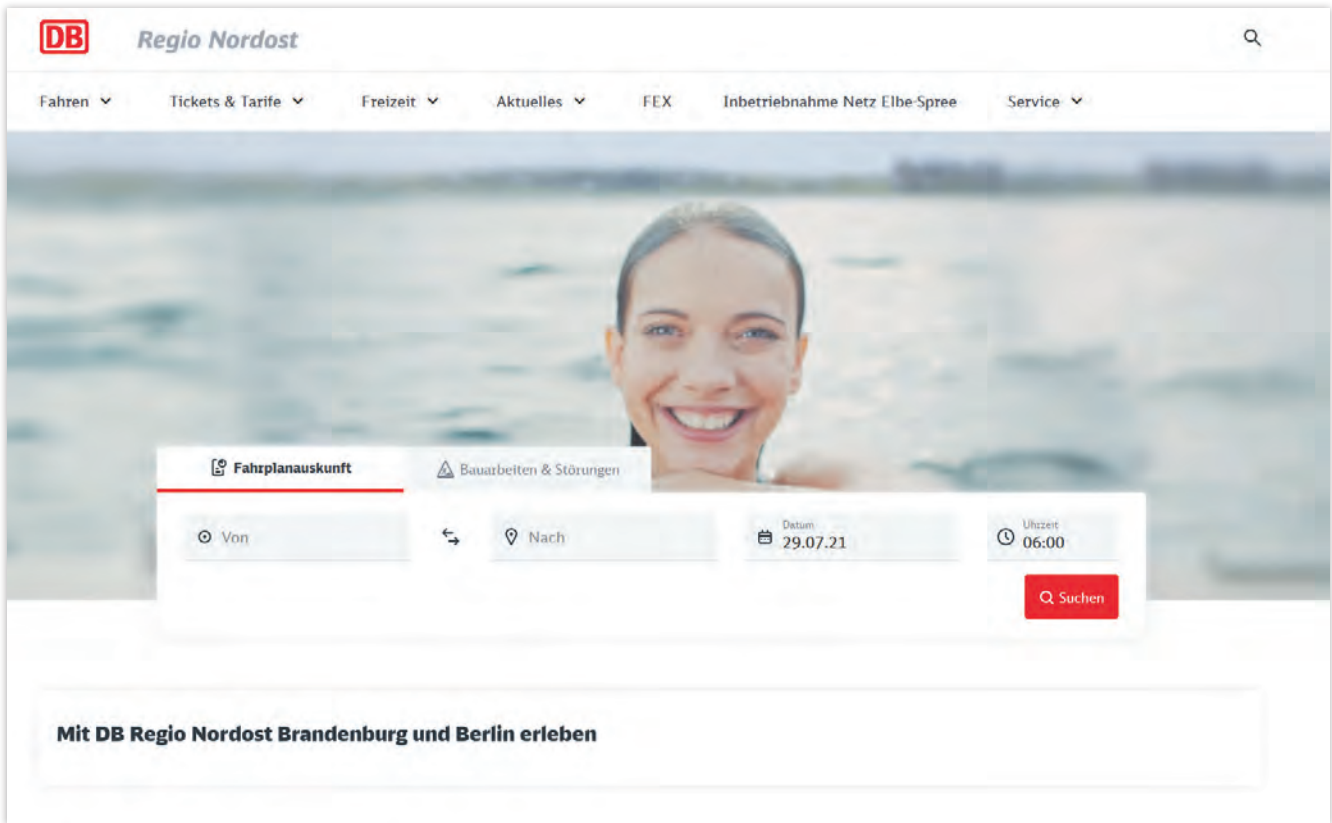 DB Regio Nordost
Fahren Tickets & Tarife Freizeit Aktuelles FEX Inbetriebnahme Netz Elbe-Spree Service
Fahrplanauskunft Bauarbeiten & Störungen
Von Nach Datum 29.07.21 Uhrzeit 06:00
Suchen
Mit DB Regio Nordost Brandenburg und Berlin erleben